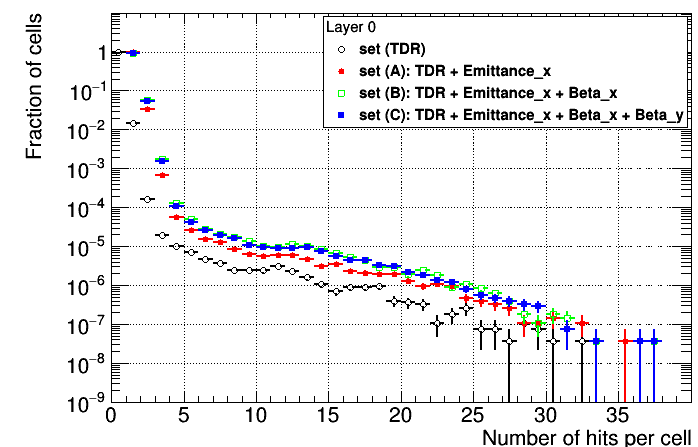 Fraction of cells
Layer 0
set (TDR)
set (A): TDR + Emittance_x
set (B): TDR + Emittance_x + Beta_x
set (C): TDR + Emittance_x + Beta_x + Beta_y
1
10⁻¹
10⁻²
10⁻³
10⁻⁴
10⁻⁵
10⁻⁶
10⁻⁷
10⁻⁸
10⁻⁹
0 5 10 15 20 25 30 35
Number of hits per cell